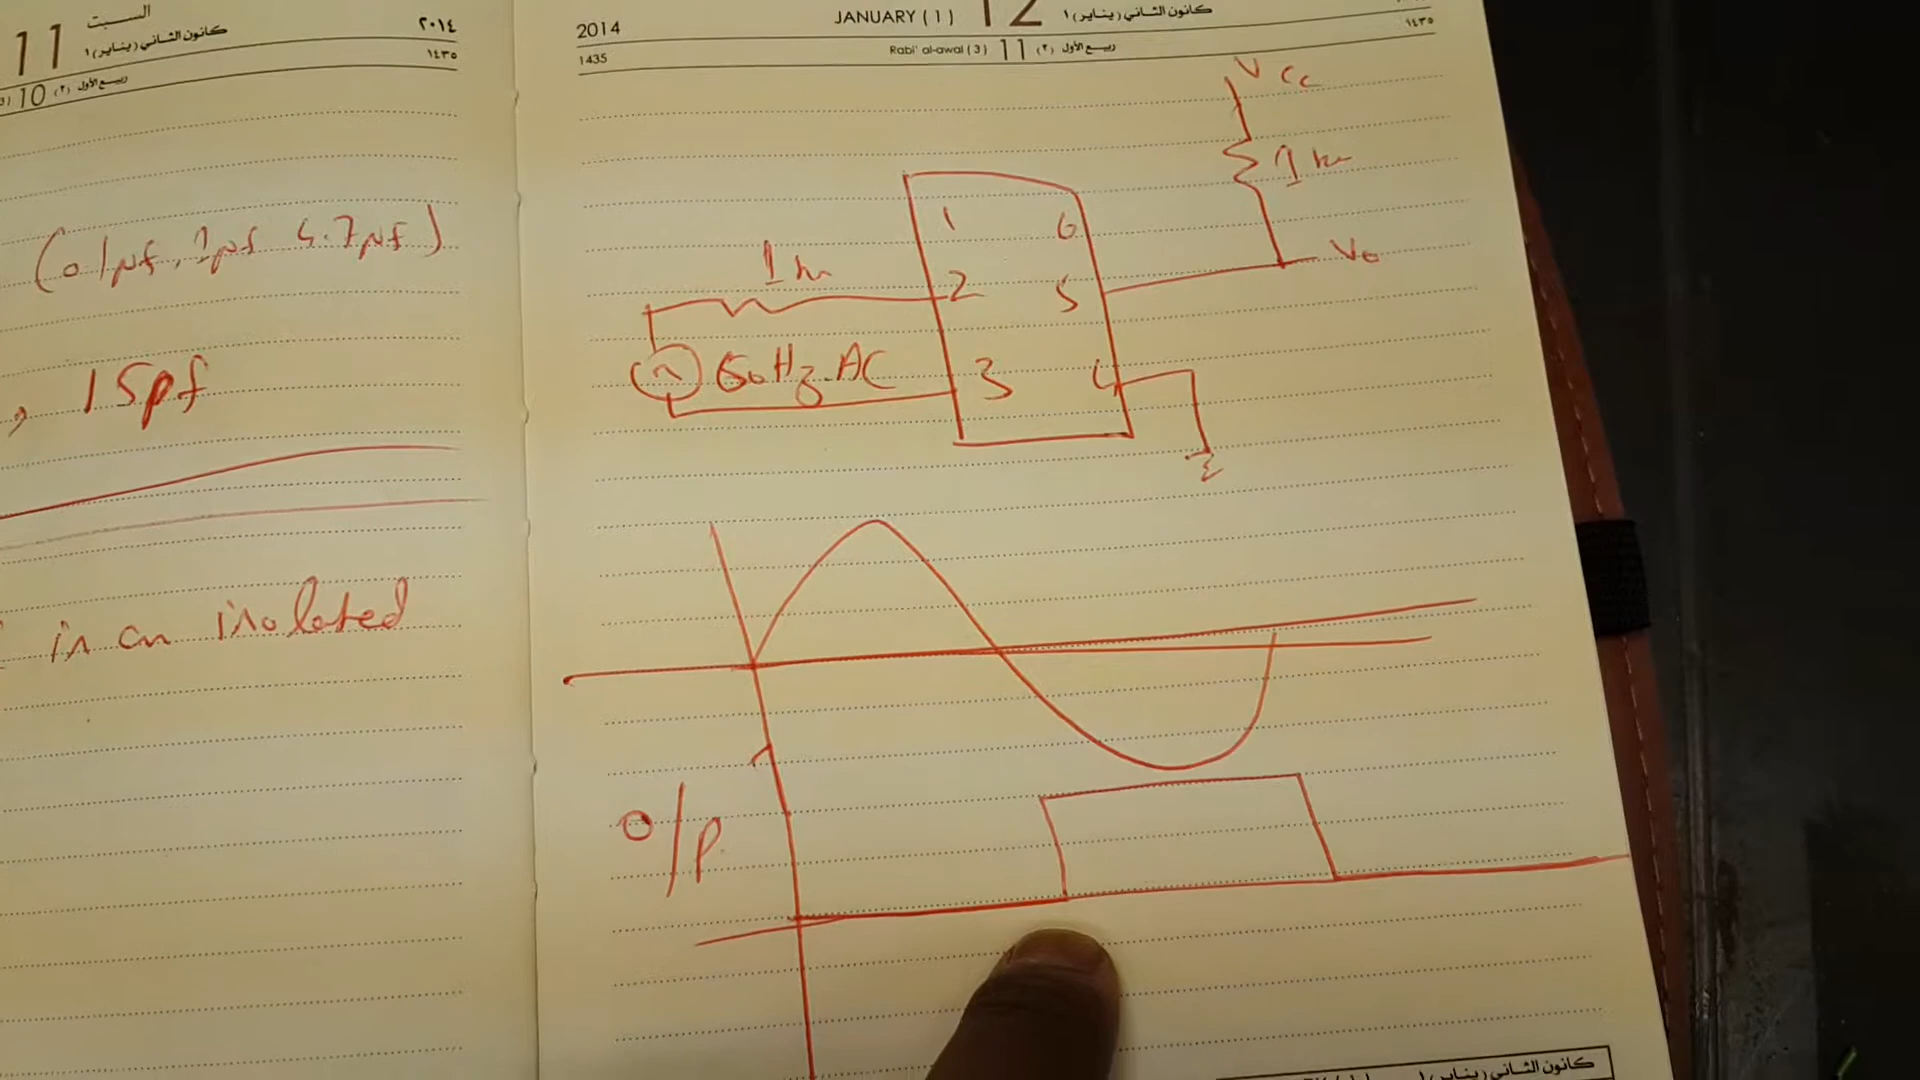 السبت
11
كانون الثاني (يناير) ١
٢٠١٤
10 ربيع الأول (٣)
١٤٣٥
(0.1µf, 1µf 4.7µf)
, 15pf
in an isolated
2014
JANUARY ( 1 )
12
كانون الثاني (يناير) ١
1435
Rabi' al-awal ( 3 )
11
ربيع الأول (٣)
١٤٣٥
Vcc
1k
1 6
1k 2 5 Vo
60Hz AC 3 4
O/P
كانون الثاني (يناير) ١